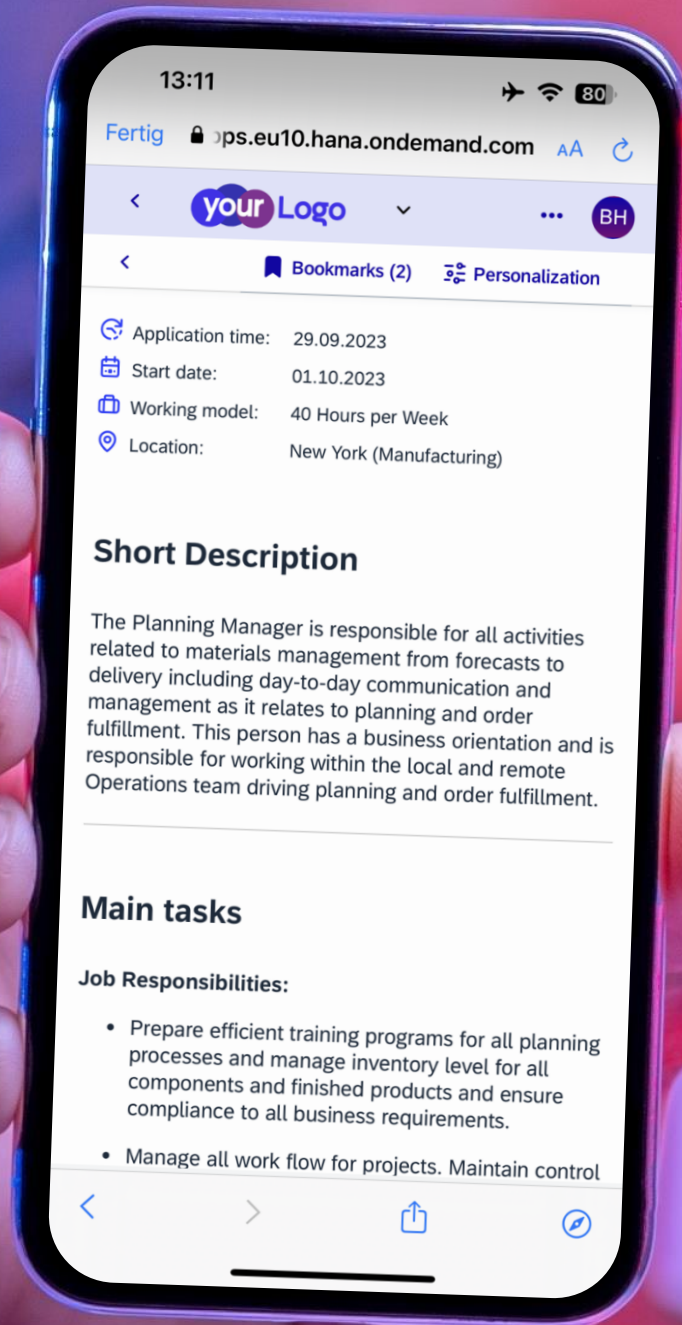 13:11
80
Fertig
ps.eu10.hana.ondemand.com
AA
your Logo
BH
Bookmarks (2)
Personalization
Application time: 29.09.2023
Start date: 01.10.2023
Working model: 40 Hours per Week
Location: New York (Manufacturing)
Short Description
The Planning Manager is responsible for all activities
related to materials management from forecasts to
delivery including day-to-day communication and
management as it relates to planning and order
fulfillment. This person has a business orientation and is
responsible for working within the local and remote
Operations team driving planning and order fulfillment.
Main tasks
Job Responsibilities:
• Prepare efficient training programs for all planning
processes and manage inventory level for all
components and finished products and ensure
compliance to all business requirements.
• Manage all work flow for projects. Maintain control